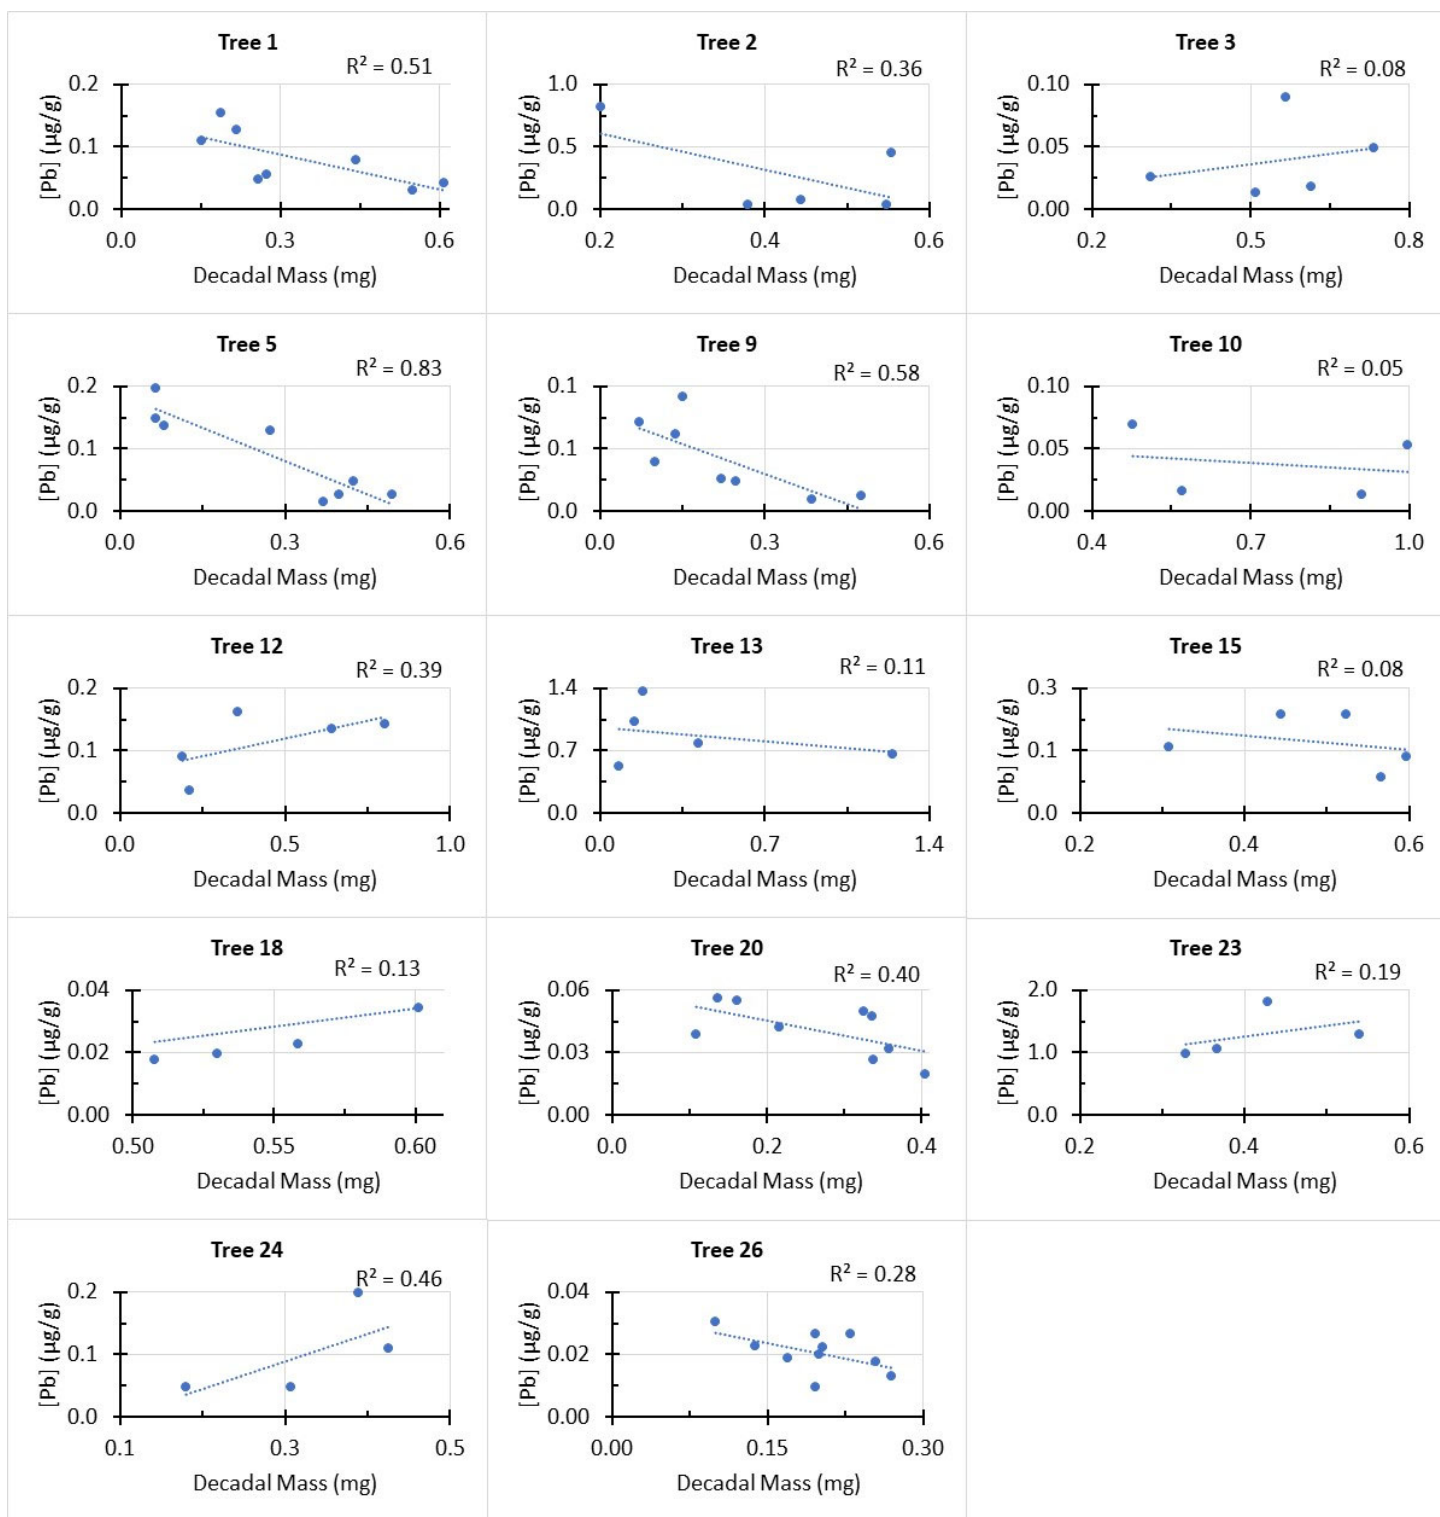 Tree 1
R² = 0.51
[Pb] (µg/g)
0.2
0.1
0.0
0.0 0.3 0.6
Decadal Mass (mg)
Tree 2
R² = 0.36
[Pb] (µg/g)
1.0
0.5
0.0
0.2 0.4 0.6
Decadal Mass (mg)
Tree 3
R² = 0.08
[Pb] (µg/g)
0.10
0.05
0.00
0.2 0.5 0.8
Decadal Mass (mg)
Tree 5
R² = 0.83
[Pb] (µg/g)
0.2
0.1
0.0
0.0 0.3 0.6
Decadal Mass (mg)
Tree 9
R² = 0.58
[Pb] (µg/g)
0.1
0.1
0.0
0.0 0.3 0.6
Decadal Mass (mg)
Tree 10
R² = 0.05
[Pb] (µg/g)
0.10
0.05
0.00
0.4 0.7 1.0
Decadal Mass (mg)
Tree 12
R² = 0.39
[Pb] (µg/g)
0.2
0.1
0.0
0.0 0.5 1.0
Decadal Mass (mg)
Tree 13
R² = 0.11
[Pb] (µg/g)
1.4
0.7
0.0
0.0 0.7 1.4
Decadal Mass (mg)
Tree 15
R² = 0.08
[Pb] (µg/g)
0.3
0.1
0.0
0.2 0.4 0.6
Decadal Mass (mg)
Tree 18
R² = 0.13
[Pb] (µg/g)
0.04
0.02
0.00
0.50 0.55 0.60
Decadal Mass (mg)
Tree 20
R² = 0.40
[Pb] (µg/g)
0.06
0.03
0.00
0.0 0.2 0.4
Decadal Mass (mg)
Tree 23
R² = 0.19
[Pb] (µg/g)
2.0
1.0
0.0
0.2 0.4 0.6
Decadal Mass (mg)
Tree 24
R² = 0.46
[Pb] (µg/g)
0.2
0.1
0.0
0.1 0.3 0.5
Decadal Mass (mg)
Tree 26
R² = 0.28
[Pb] (µg/g)
0.04
0.02
0.00
0.00 0.15 0.30
Decadal Mass (mg)